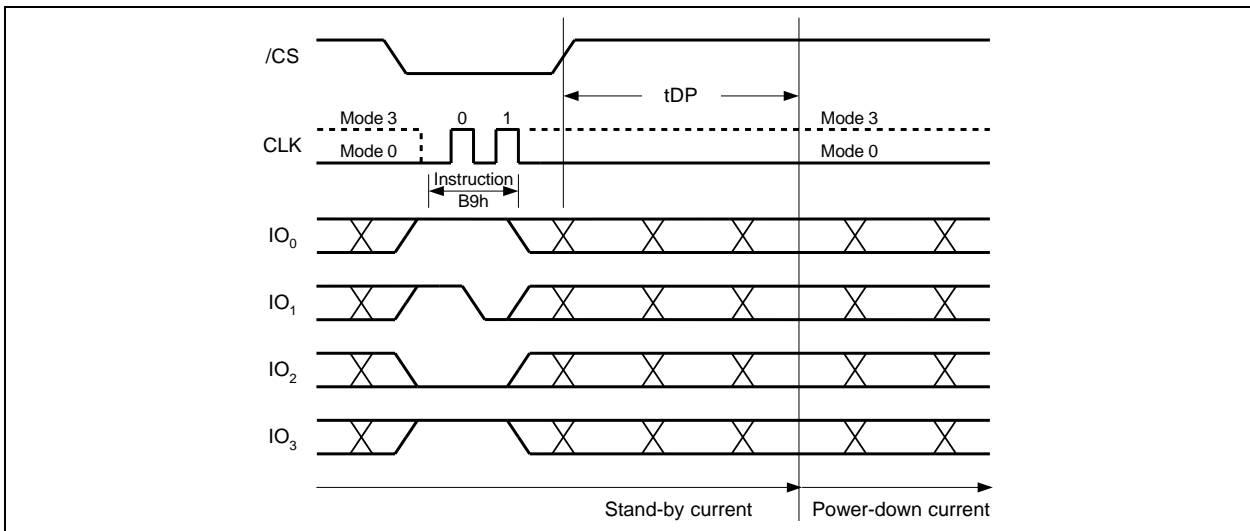 /CS
tDP
Mode 3 0 1 Mode 3
CLK
Mode 0 Mode 0
Instruction
B9h
IO0
IO1
IO2
IO3
Stand-by current Power-down current